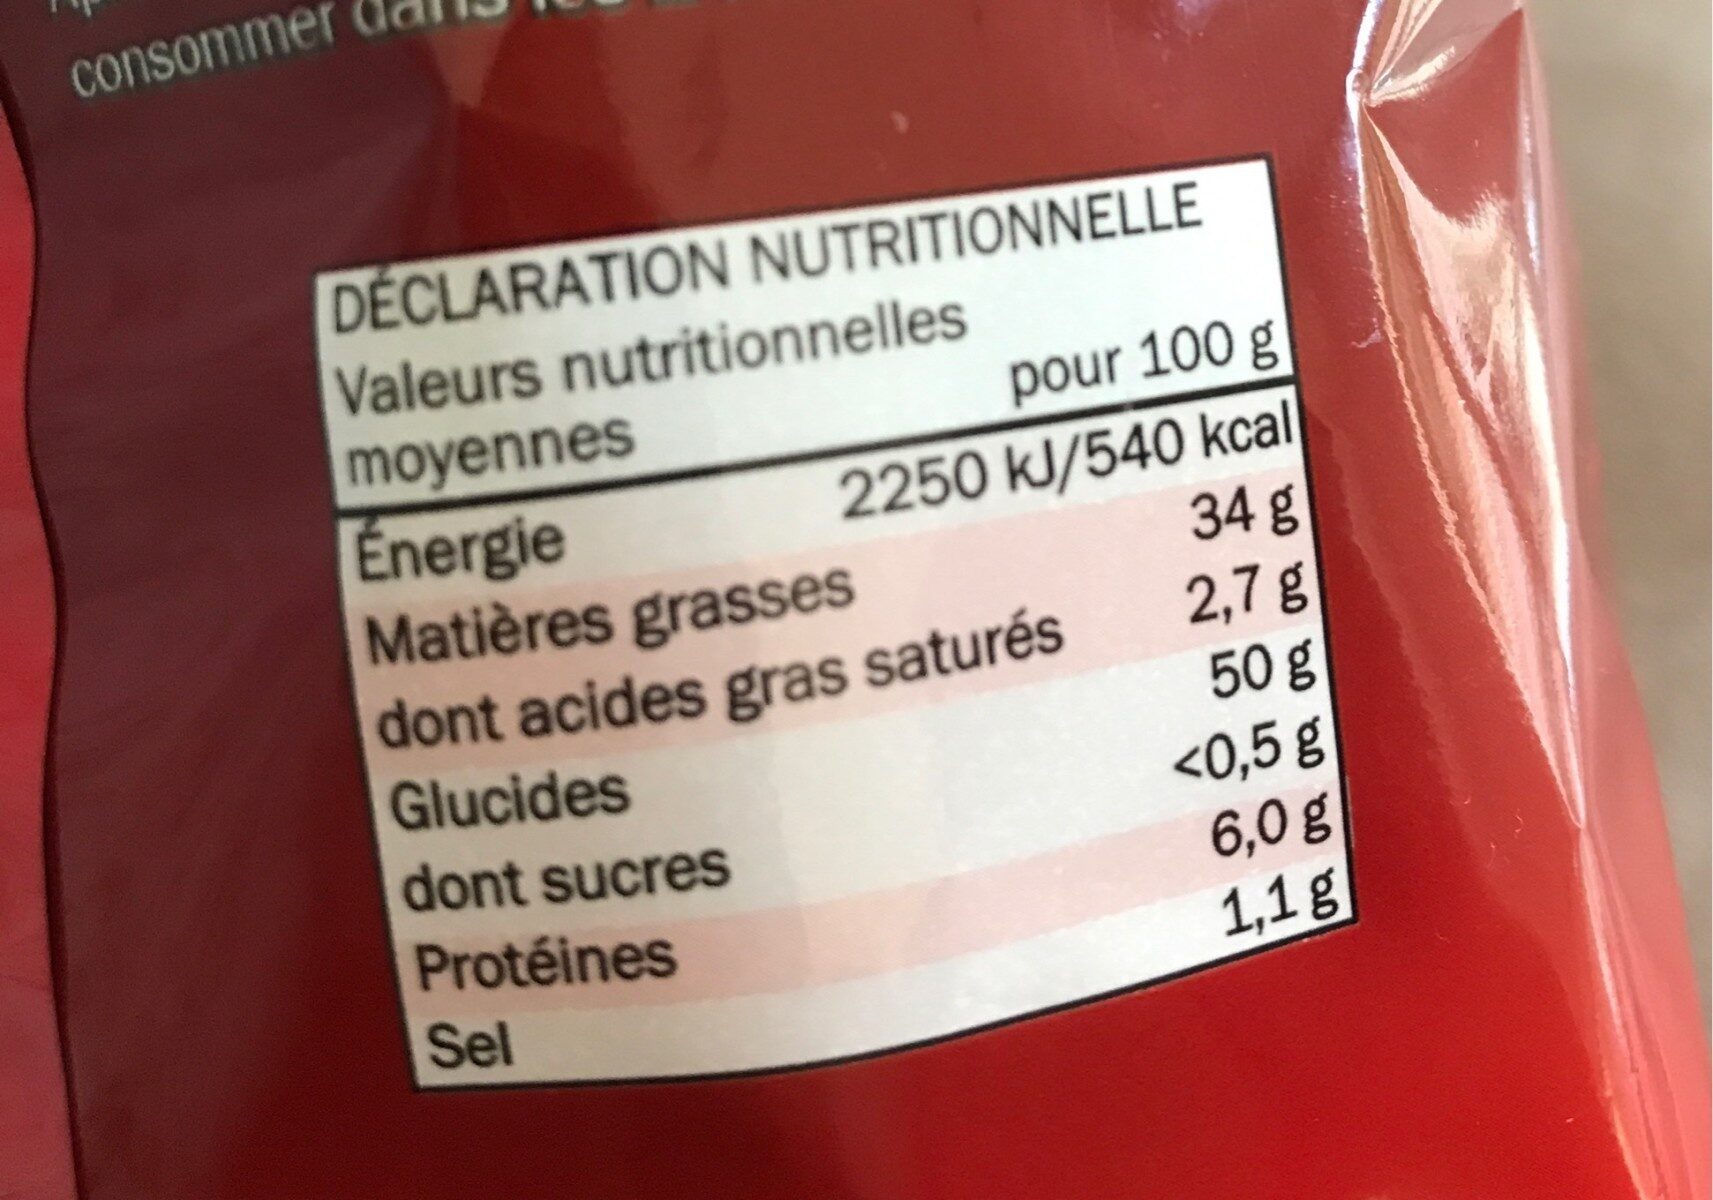 consommer dans
DÉCLARATION NUTRITIONNELLE
Valeurs nutritionnelles
moyennes pour 100 g
Énergie 2250 kJ/540 kcal
Matières grasses 34 g
dont acides gras saturés 2,7 g
Glucides 50 g
dont sucres <0,5 g
Protéines 6,0 g
Sel 1,1 g